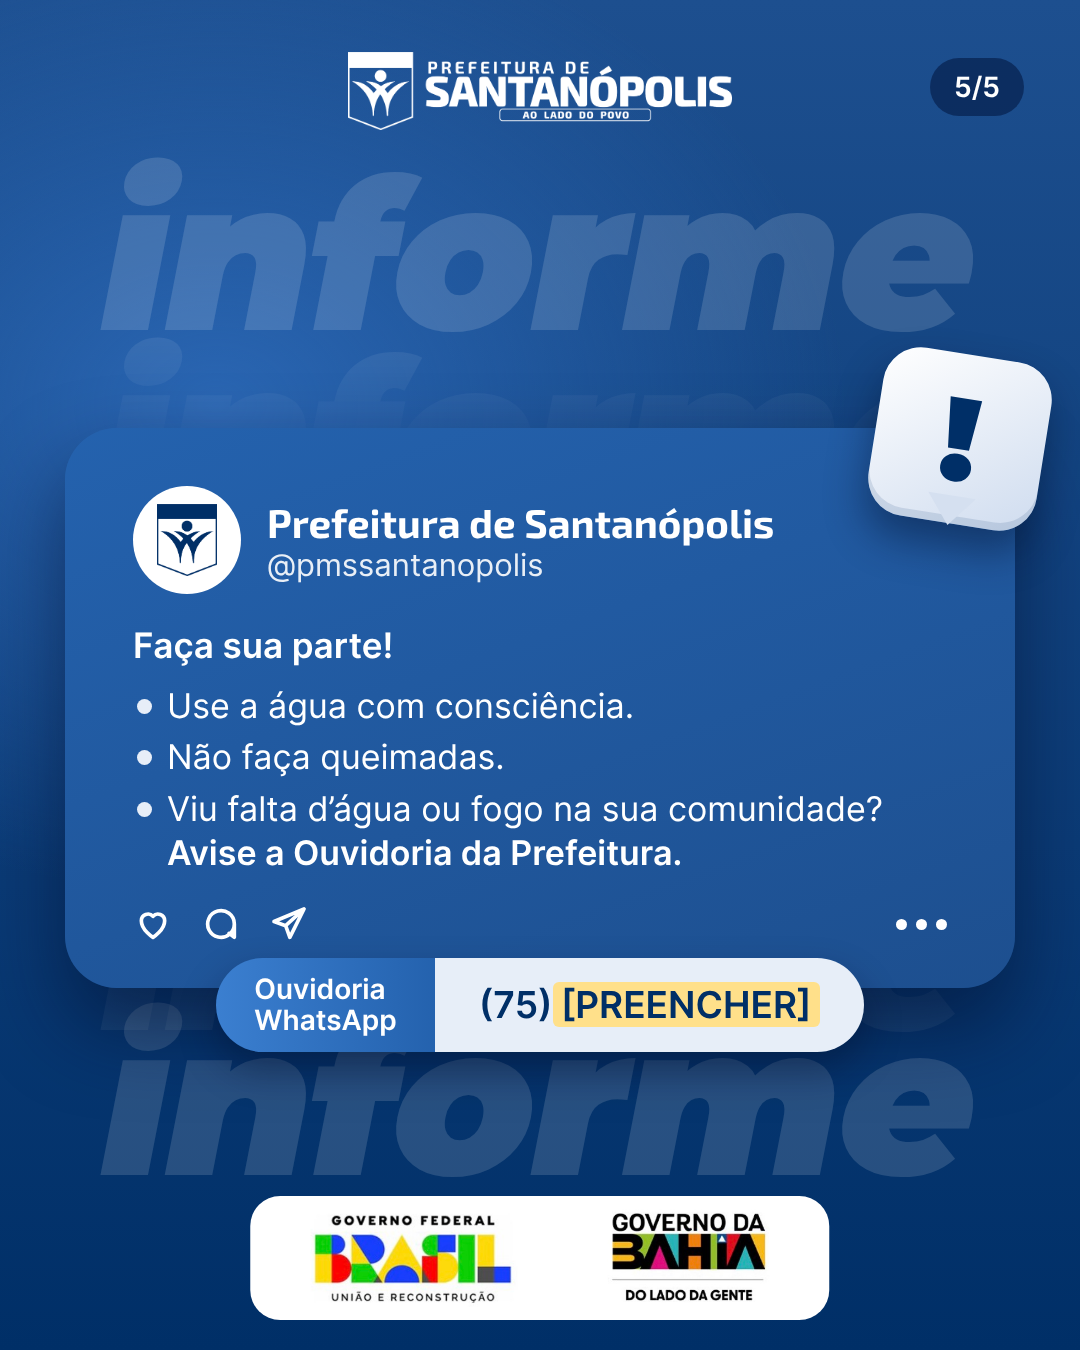 PREFEITURA DE
SANTANÓPOLIS
AO LADO DO POVO
5/5
informe
informe
Prefeitura de Santanópolis
@pmssantanopolis
Faça sua parte!
Use a água com consciência.
Não faça queimadas.
Viu falta d’água ou fogo na sua comunidade?
Avise a Ouvidoria da Prefeitura.
Ouvidoria
WhatsApp
(75) [PREENCHER]
informe
GOVERNO FEDERAL
BRASIL
UNIÃO E RECONSTRUÇÃO
GOVERNO DA
BAHIA
DO LADO DA GENTE